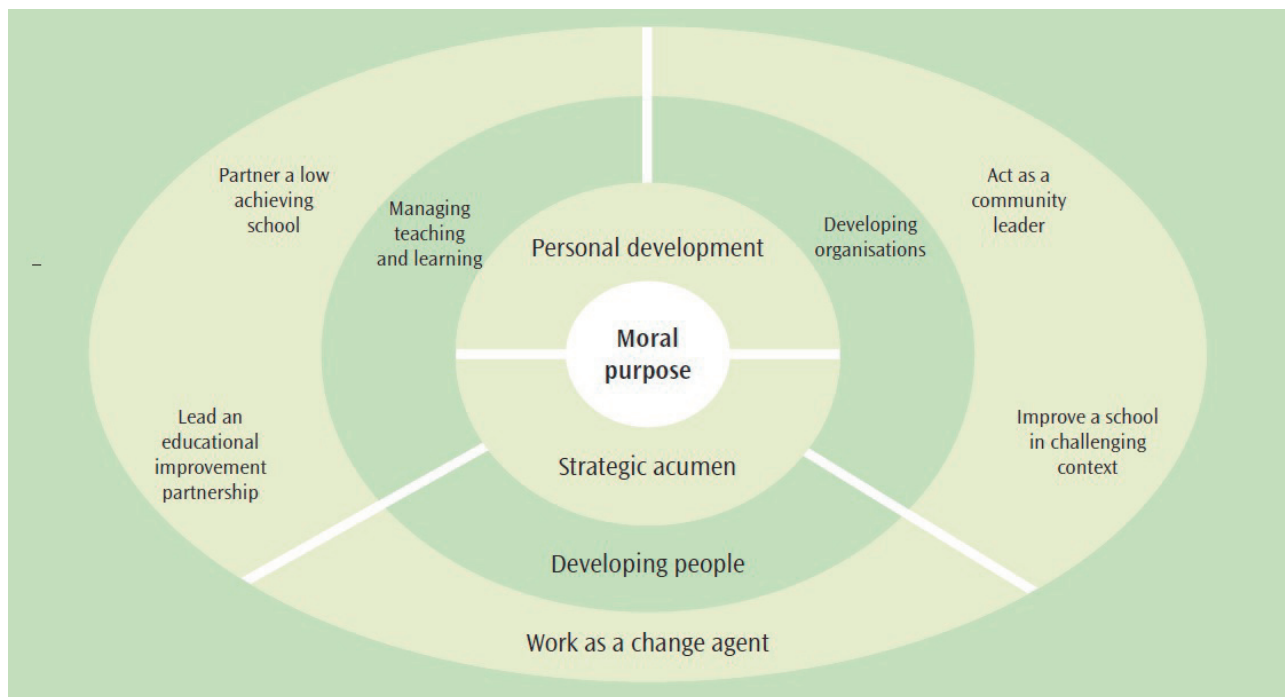 Partner a low
achieving
school
Managing
teaching
and learning
Personal development
Developing
organisations
Act as a
community
leader
Moral
purpose
Lead an
educational
improvement
partnership
Strategic acumen
Improve a school
in challenging
context
Developing people
Work as a change agent